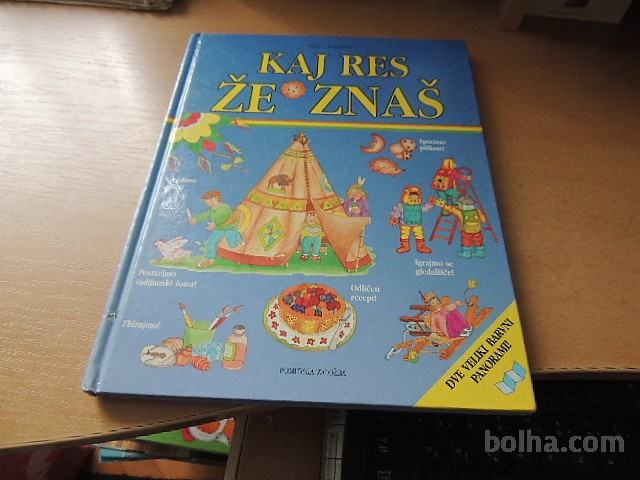 KAJ RES
ŽE ZNAŠ
Specimo
piškote!
Postavimo
indijanski šotor!
Igrajmo se
gledališče!
Odličen
recept!
Zbirajmo!
DVE VELIKI BARVNI
PANORAMI!
ZALOŽBA
bolha.com